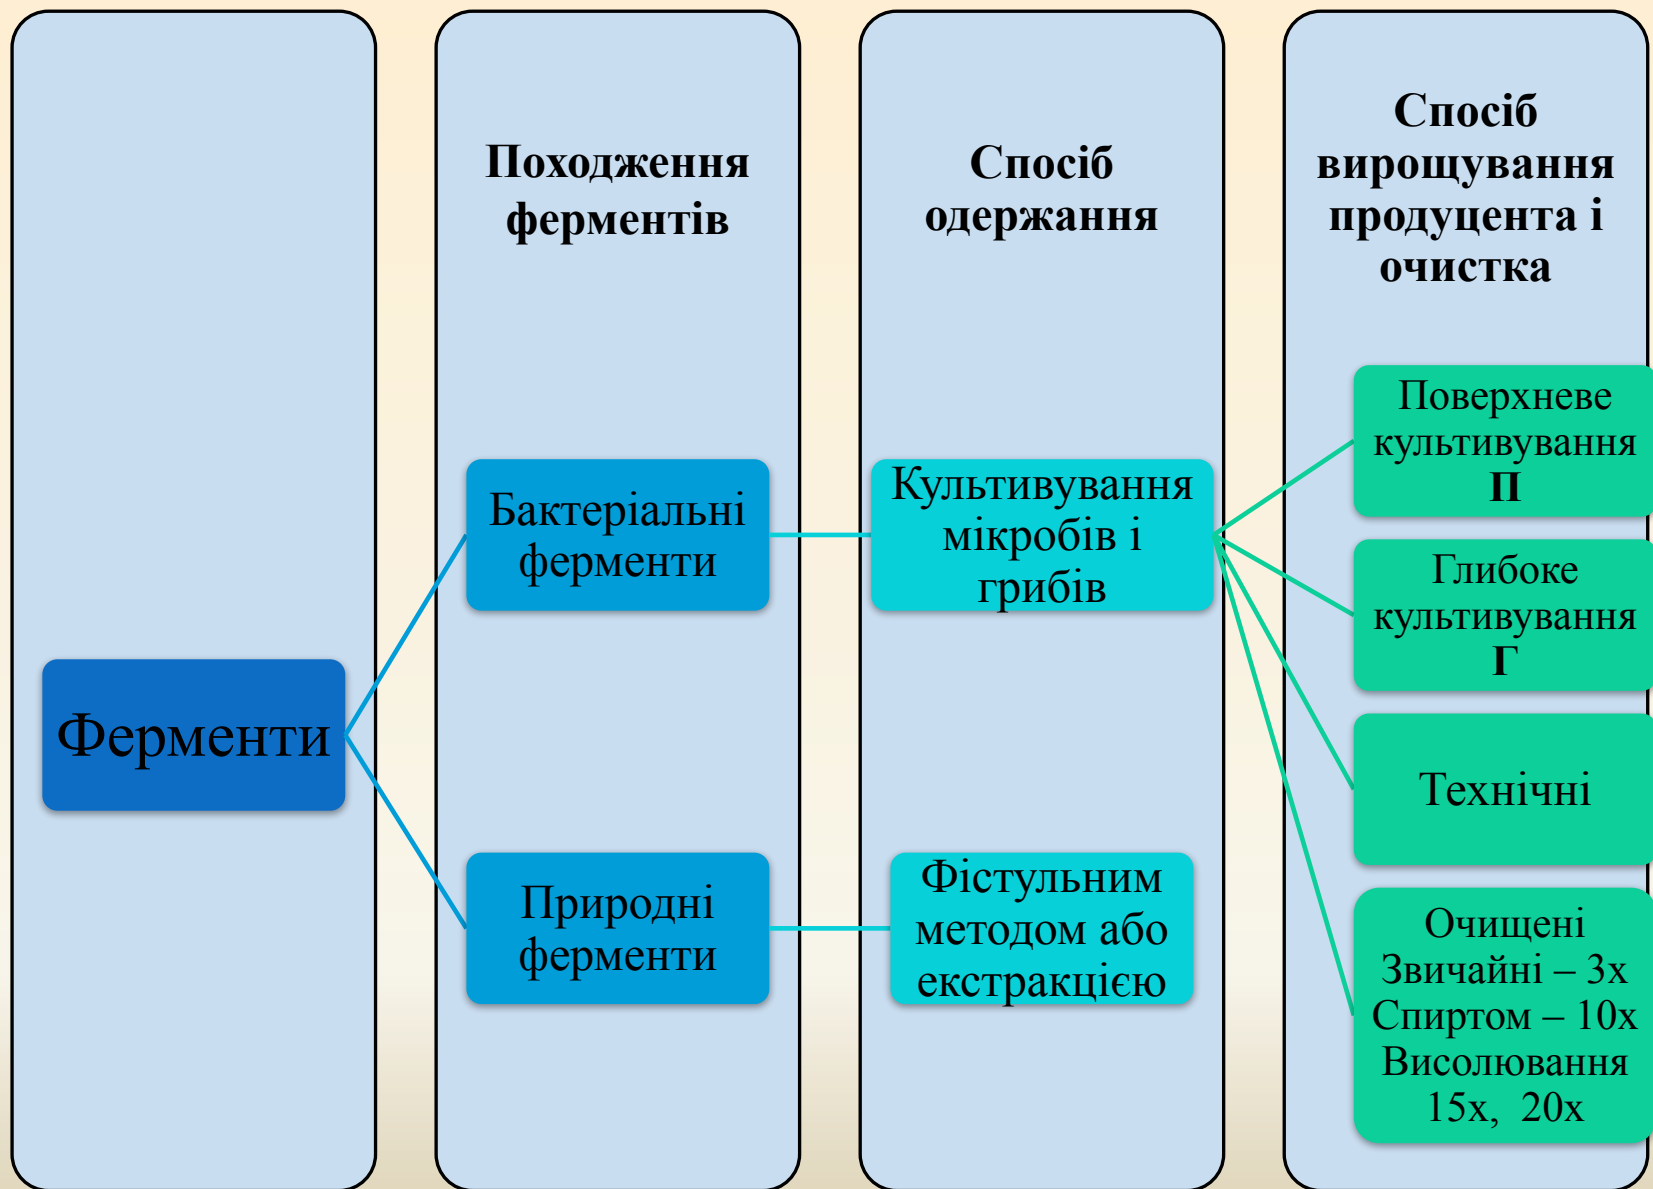 Походження
ферментів
Спосіб
одержання
Спосіб
вирощування
продуцента і
очистка
Ферменти
Бактеріальні
ферменти
Природні
ферменти
Культивування
мікробів і
грибів
Фістульним
методом або
екстракцією
Поверхневе
культивування
П
Глибоке
культивування
Г
Технічні
Очищені
Звичайні – 3х
Спиртом – 10х
Висолювання
15х, 20х